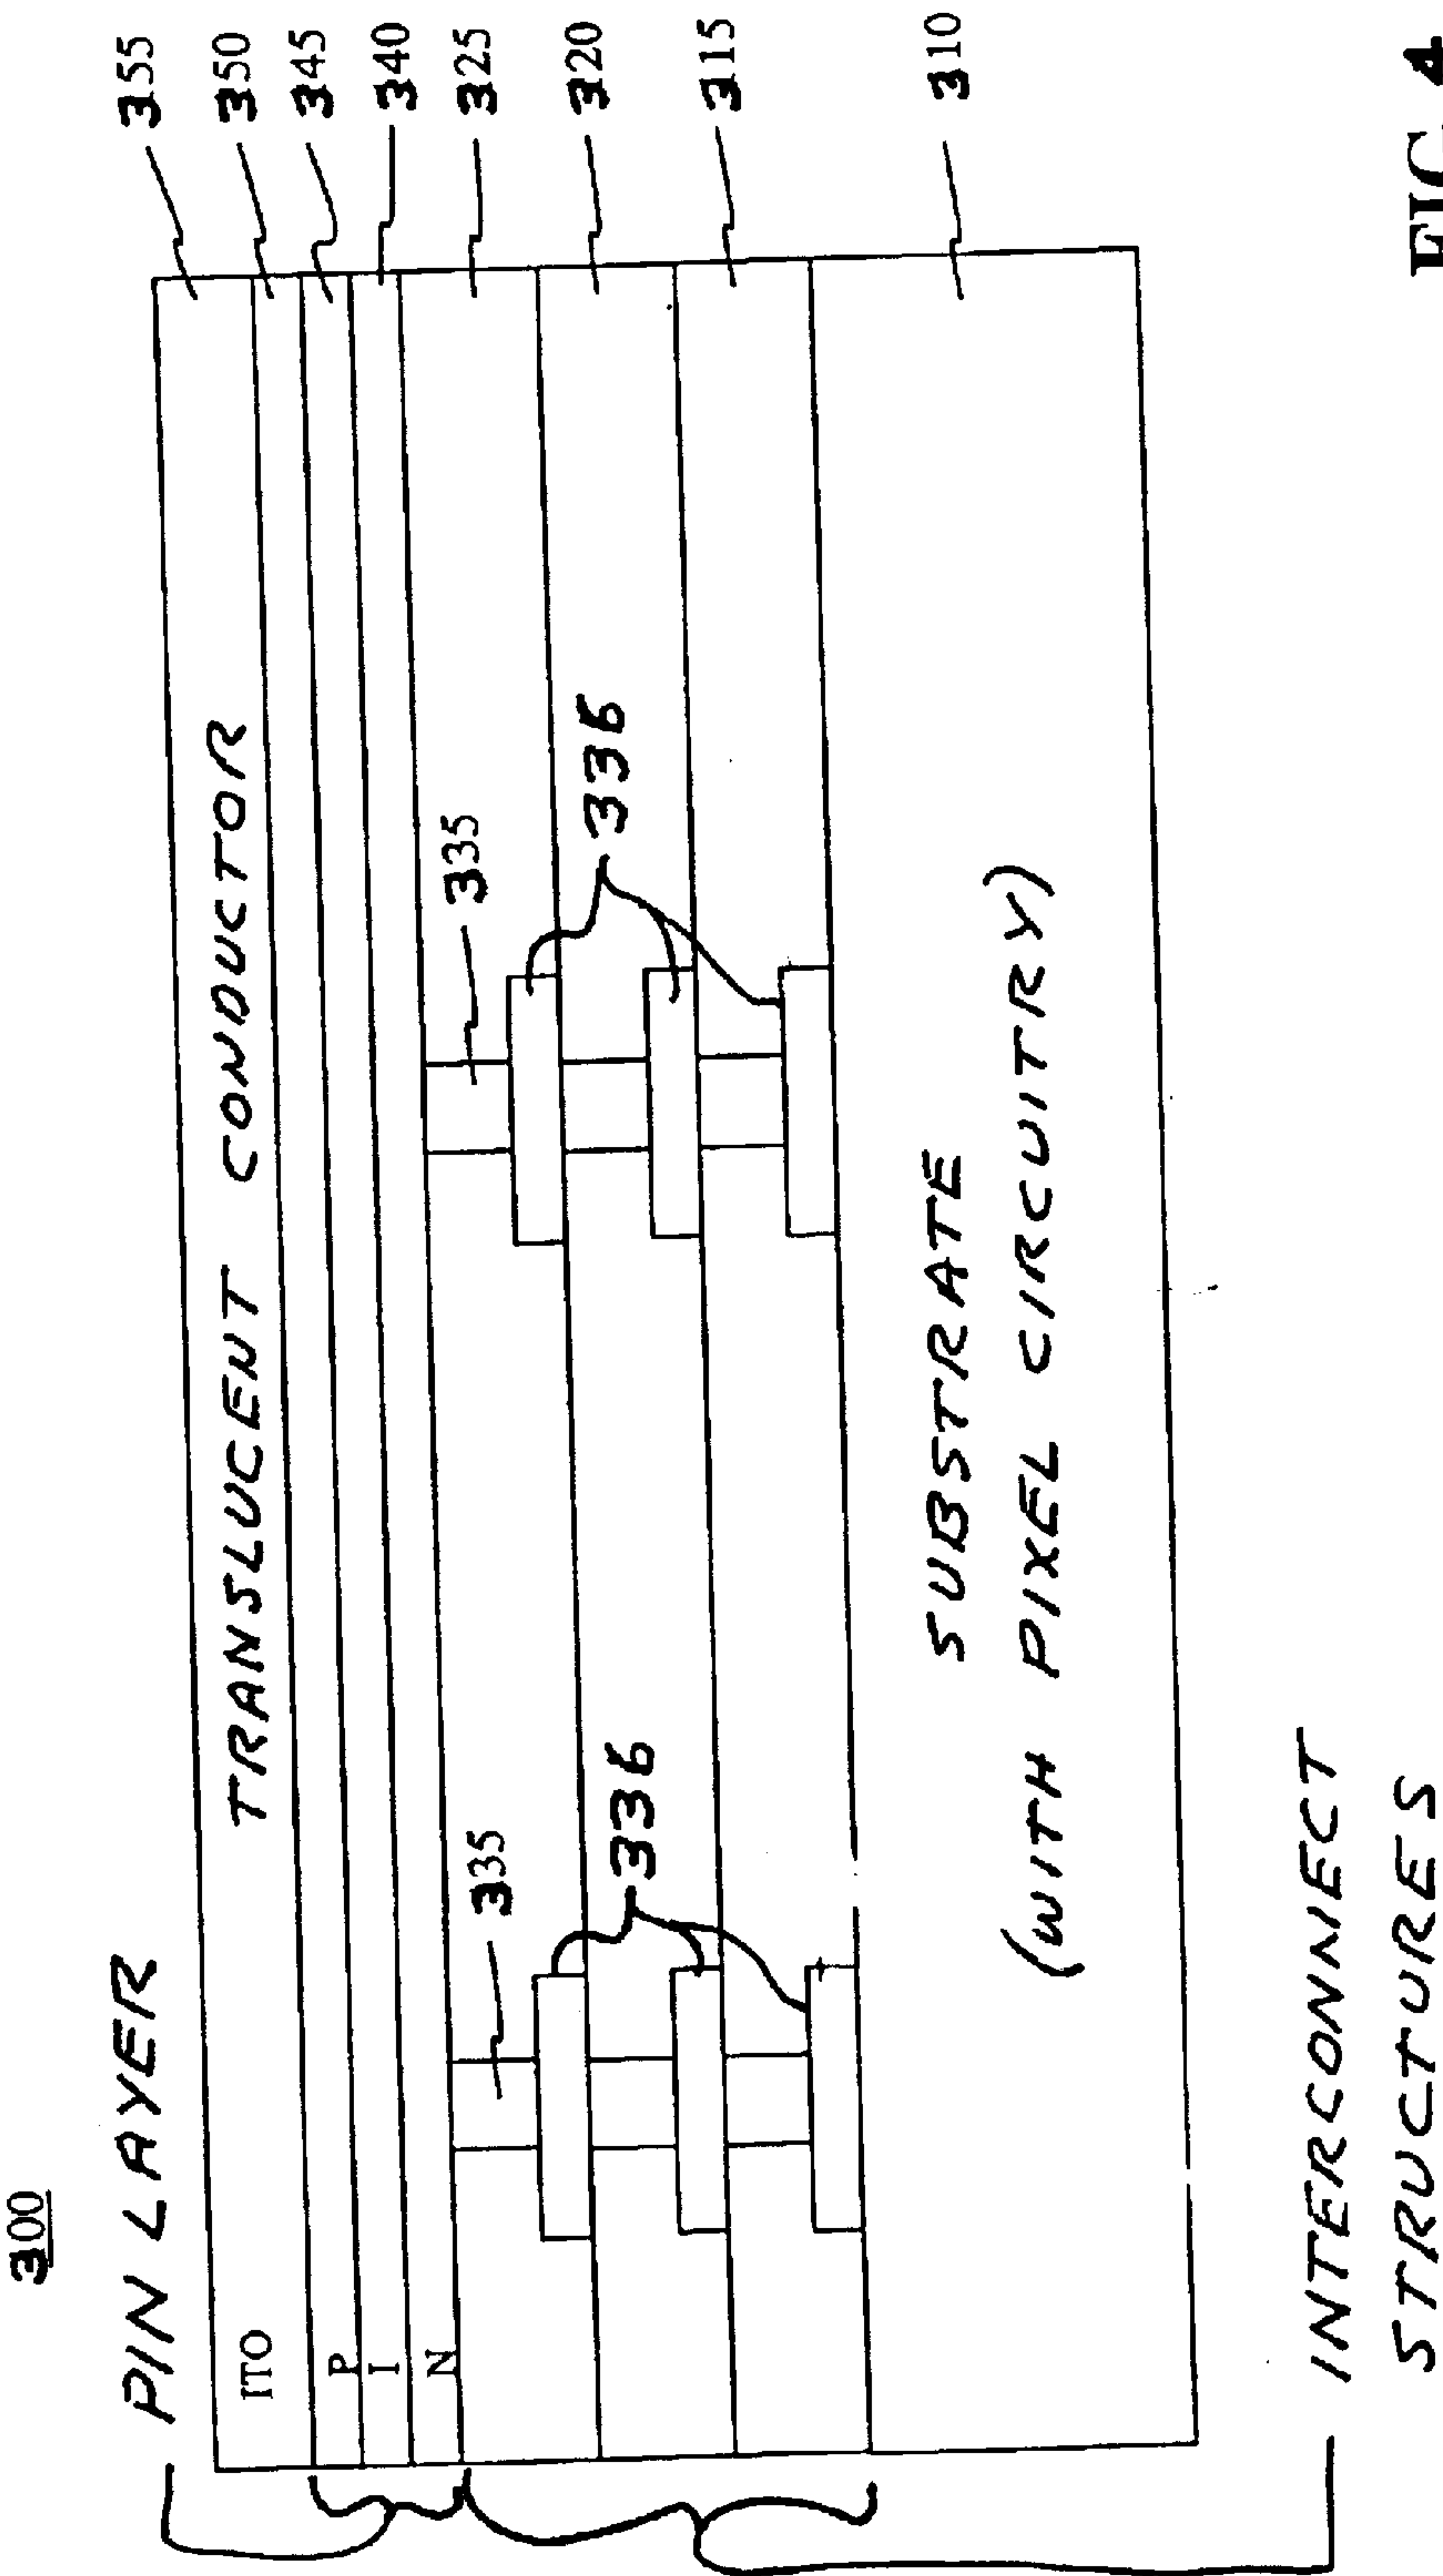 300
PIN LAYER
TRANSLUCENT CONDUCTOR
ITO
P
I
N
355
350
345
340
325
320
315
310
335
336
335
336
SUBSTRATE
(WITH PIXEL CIRCUITRY)
INTERCONNECT
STRUCTURES
FIG. 4